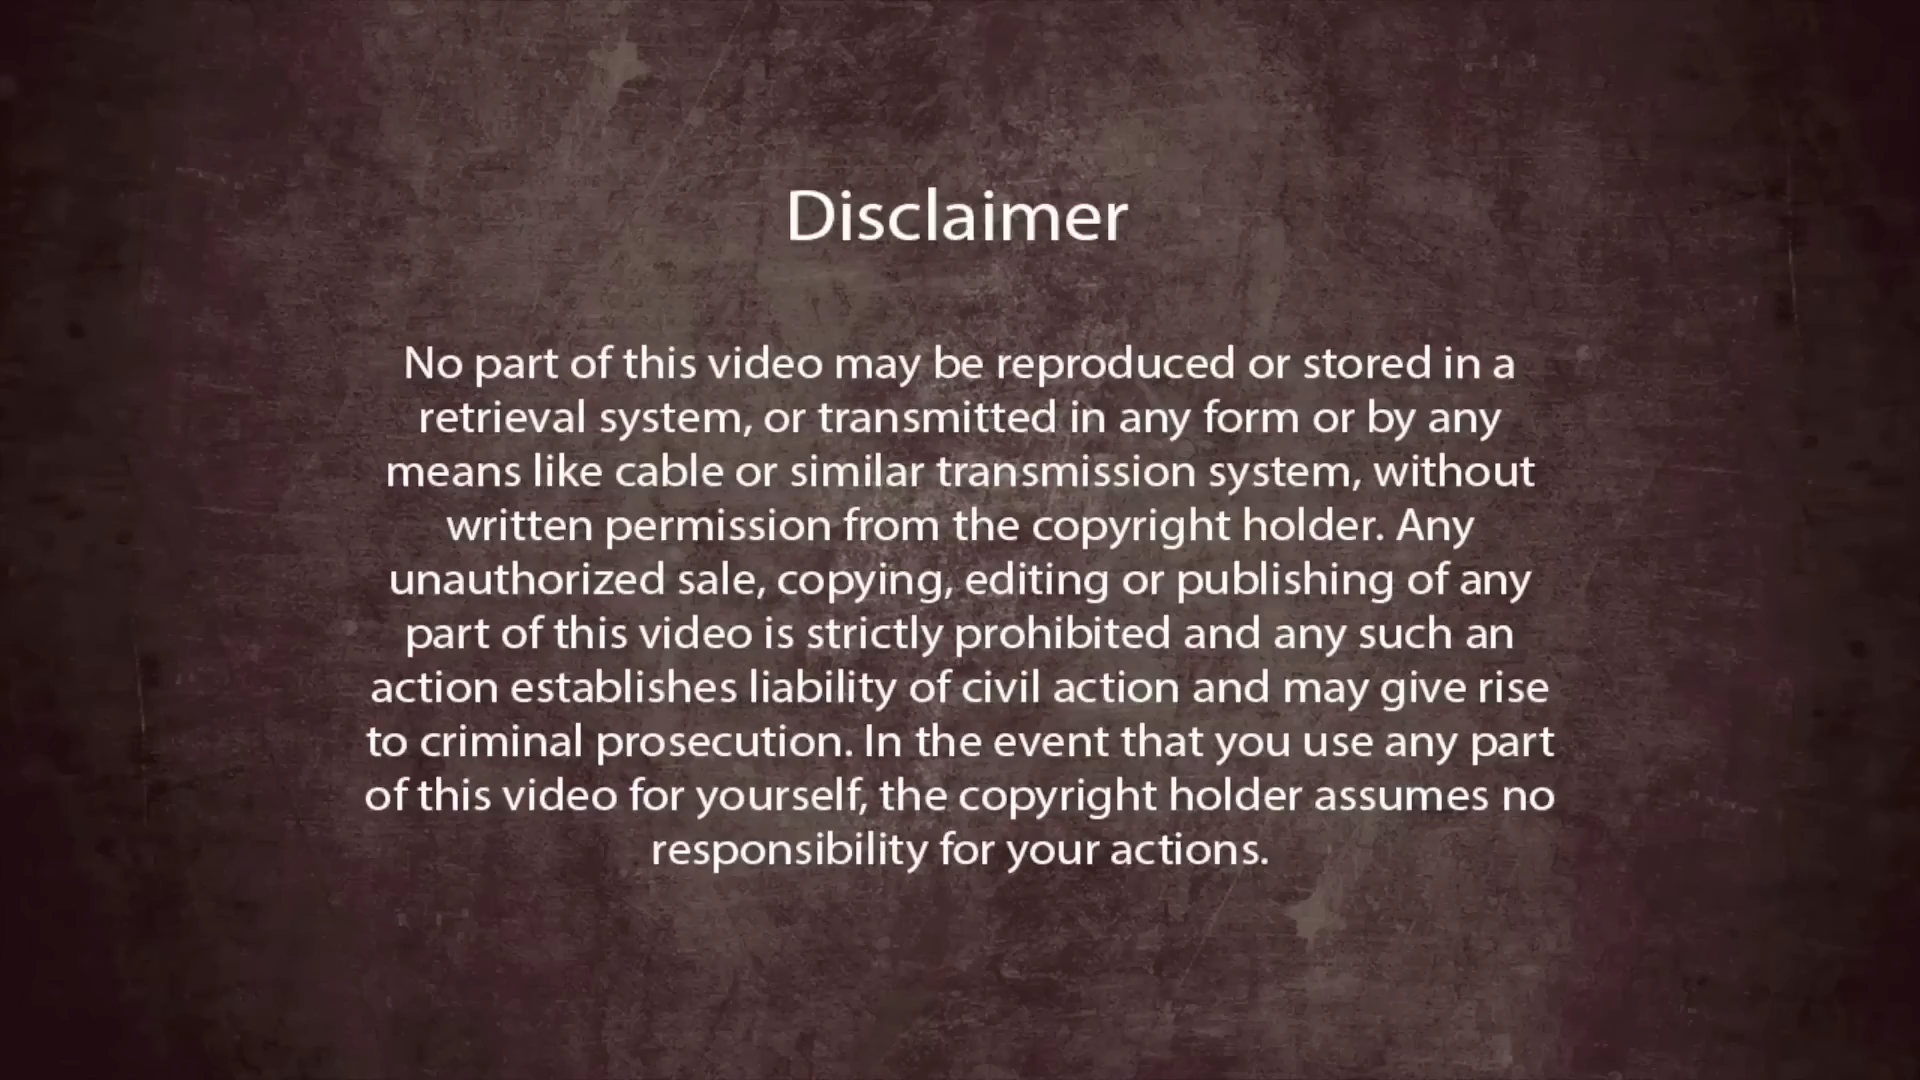 Disclaimer
No part of this video may be reproduced or stored in a
retrieval system, or transmitted in any form or by any
means like cable or similar transmission system, without
written permission from the copyright holder. Any
unauthorized sale, copying, editing or publishing of any
part of this video is strictly prohibited and any such an
action establishes liability of civil action and may give rise
to criminal prosecution. In the event that you use any part
of this video for yourself, the copyright holder assumes no
responsibility for your actions.